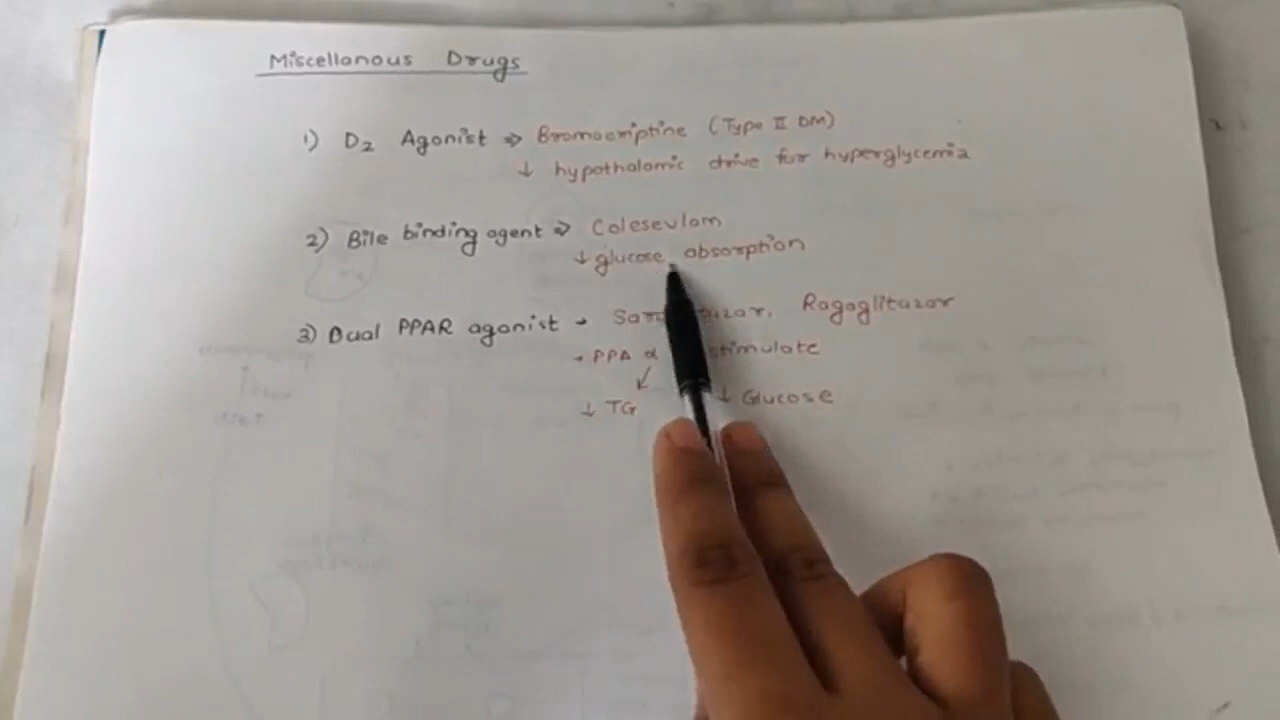 Miscellanous Drugs
1) D2 Agonist ⇒ Bromocriptine (Type II DM)
↓ hypothalamic drive for hyperglycemia
2) Bile binding agent ⇒ Colesevlam
↓ glucose absorption
3) Dual PPAR agonist → Ragaglitazar
→ PPA α stimulate
↓ TG ↓ Glucose